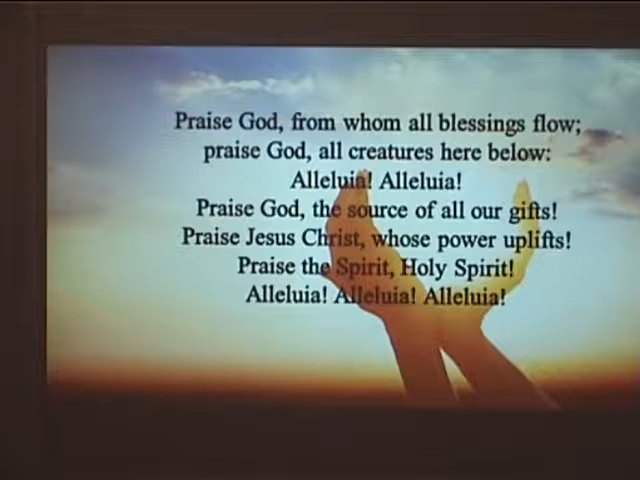 Praise God, from whom all blessings flow;
praise God, all creatures here below:
Alleluia! Alleluia!
Praise God, the source of all our gifts!
Praise Jesus Christ, whose power uplifts!
Praise the Spirit, Holy Spirit!
Alleluia! Alleluia! Alleluia!